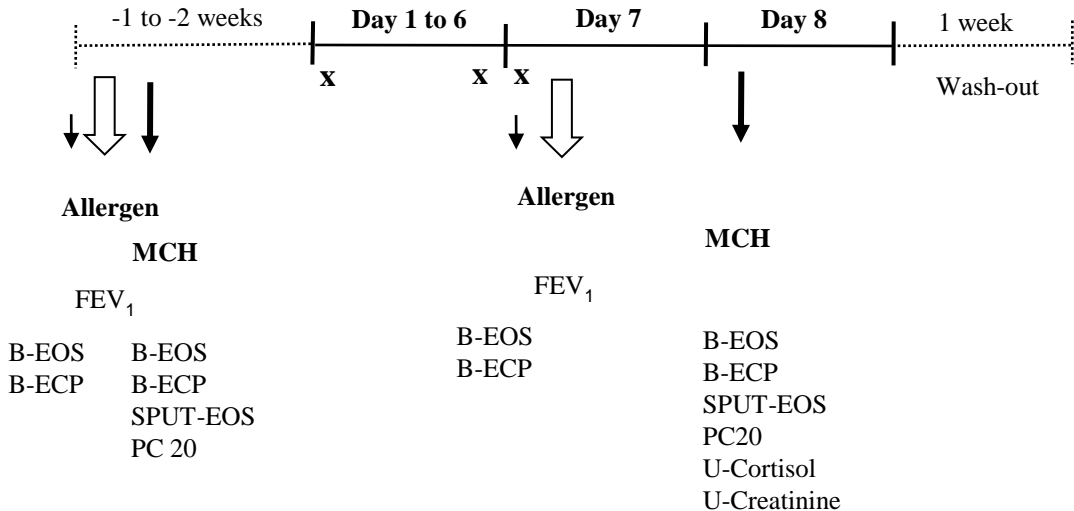 -1 to -2 weeks
Day 1 to 6
Day 7
Day 8
1 week
x
x
x
Wash-out
Allergen
MCH
FEV1
B-EOS
B-ECP
B-EOS
B-ECP
SPUT-EOS
PC 20
Allergen
FEV1
B-EOS
B-ECP
MCH
B-EOS
B-ECP
SPUT-EOS
PC20
U-Cortisol
U-Creatinine